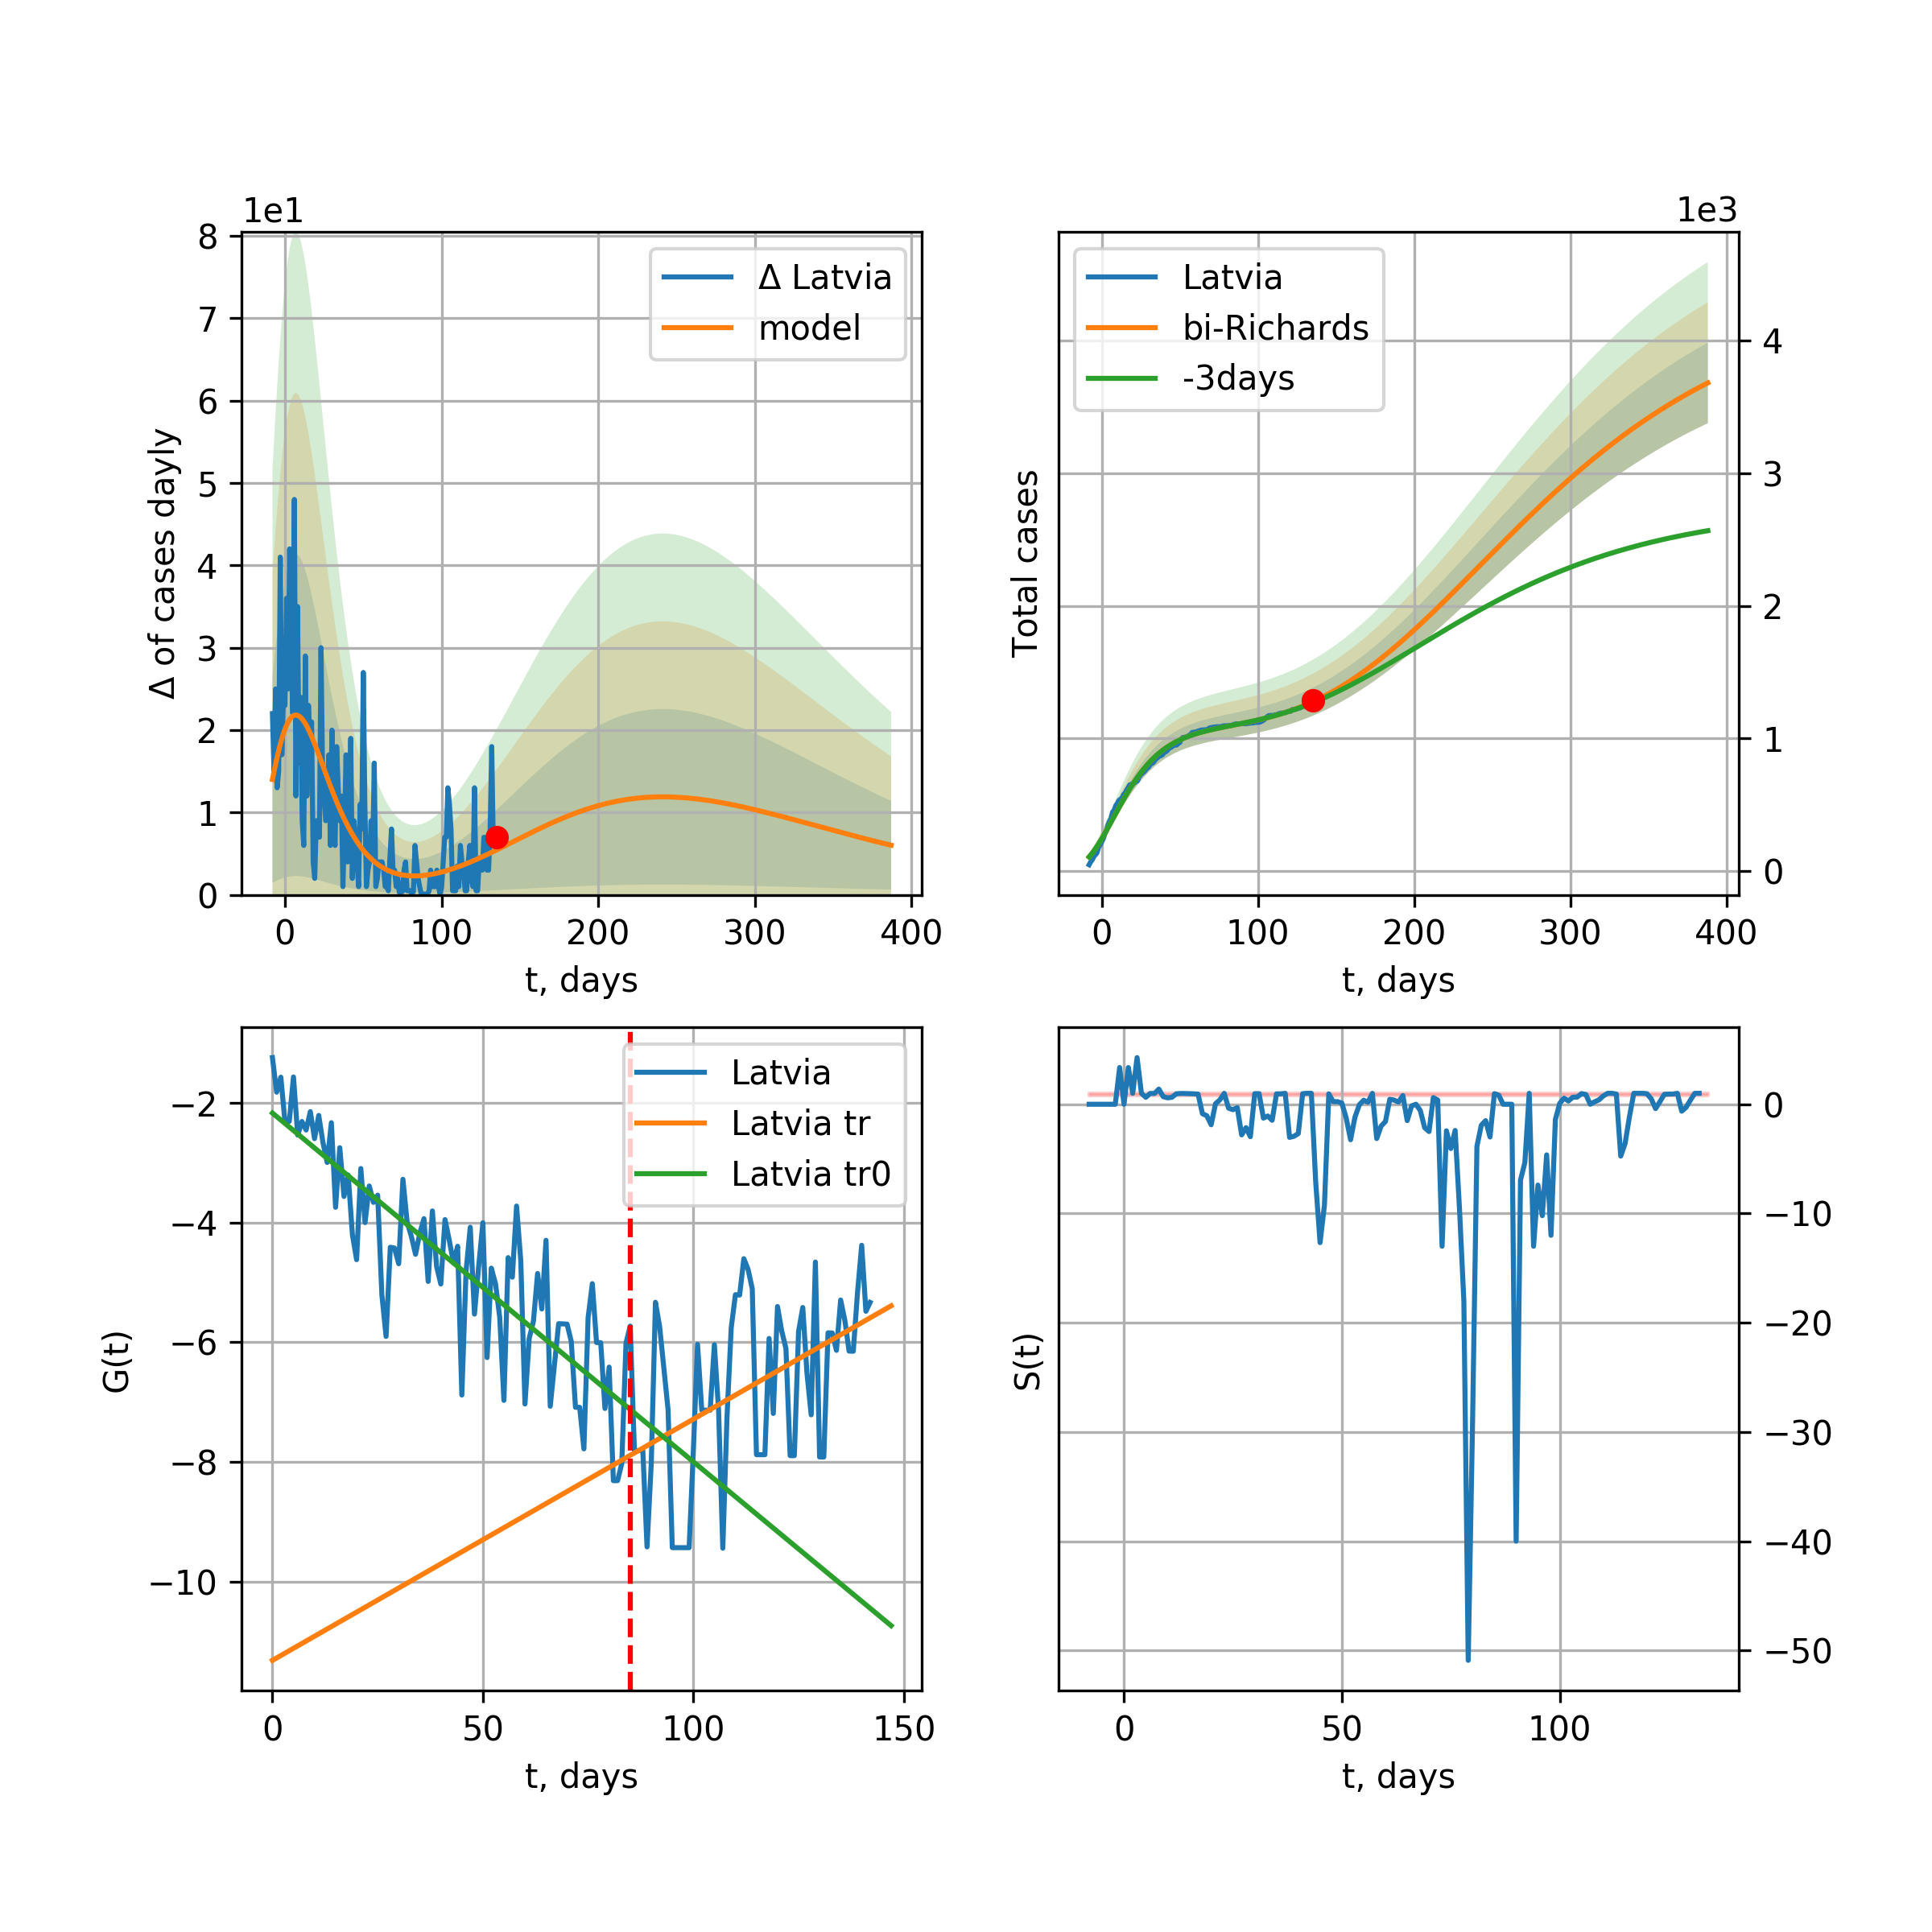 1e1
8
7
6
5
4
3
2
1
0
Δ of cases dayly
Δ Latvia
model
0 100 200 300 400
t, days
1e3
Total cases
Latvia
bi-Richards
-3days
4
3
2
1
0
0 100 200 300 400
t, days
G(t)
−2
−4
−6
−8
−10
Latvia
Latvia tr
Latvia tr0
0 50 100 150
t, days
S(t)
0
−10
−20
−30
−40
−50
0 50 100
t, days